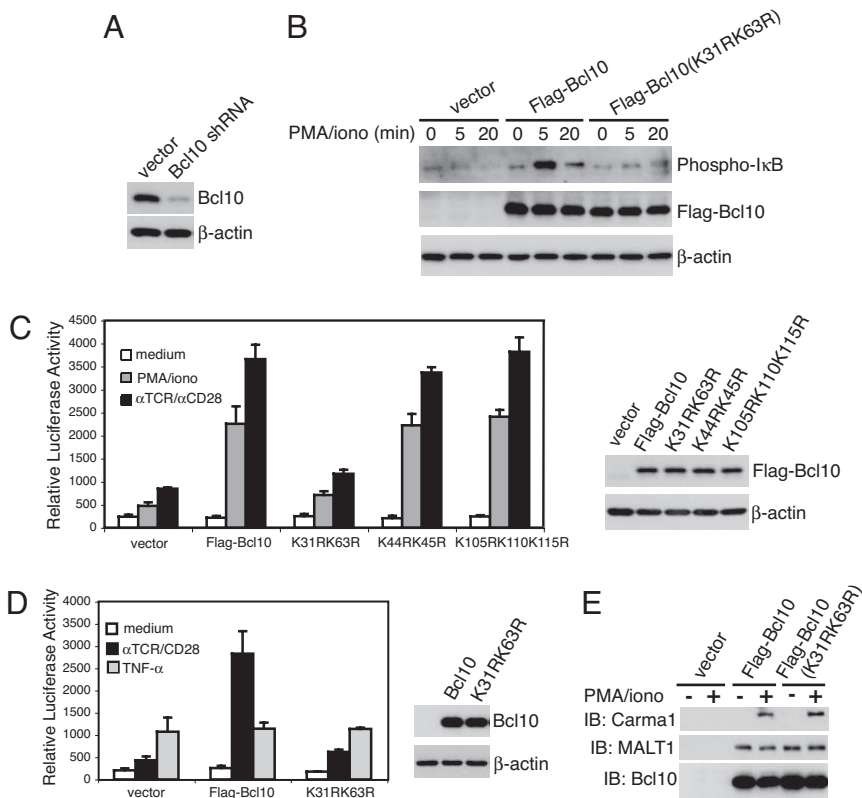 A
vector
Bcl10 shRNA
Bcl10
β-actin
B
vector
Flag-Bcl10
Flag-Bcl10(K31RK63R)
PMA/iono (min) 0 5 20 0 5 20 0 5 20
Phospho-IκB
Flag-Bcl10
β-actin
C
Relative Luciferase Activity
4500
4000
3500
3000
2500
2000
1500
1000
500
0
medium
PMA/iono
αTCR/αCD28
vector Flag-Bcl10 K31RK63R K44RK45R K105RK110K115R
vector
Flag-Bcl10
K31RK63R
K44RK45R
K105RK110K115R
Flag-Bcl10
β-actin
D
Relative Luciferase Activity
4000
3500
3000
2500
2000
1500
1000
500
0
medium
αTCR/CD28
TNF-α
vector Flag-Bcl10 K31RK63R
Bcl10
K31RK63R
Bcl10
β-actin
E
vector
Flag-Bcl10
Flag-Bcl10
(K31RK63R)
PMA/iono - + - + - +
IB: Carma1
IB: MALT1
IB: Bcl10